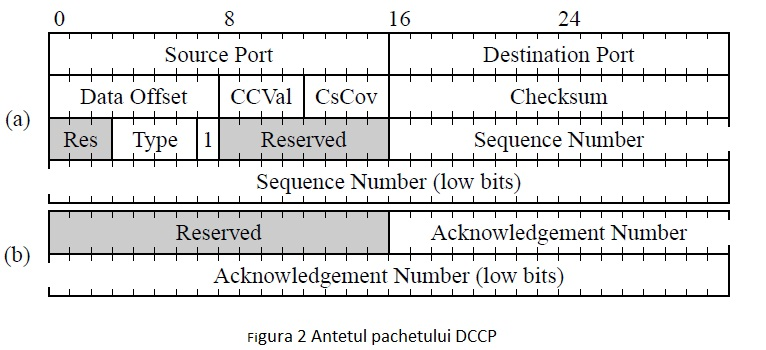 0 8 16 24
Source Port Destination Port
Data Offset CCVal CsCov Checksum
(a)
Res Type 1 Reserved Sequence Number
Sequence Number (low bits)
Reserved Acknowledgement Number
(b)
Acknowledgement Number (low bits)
Figura 2 Antetul pachetului DCCP